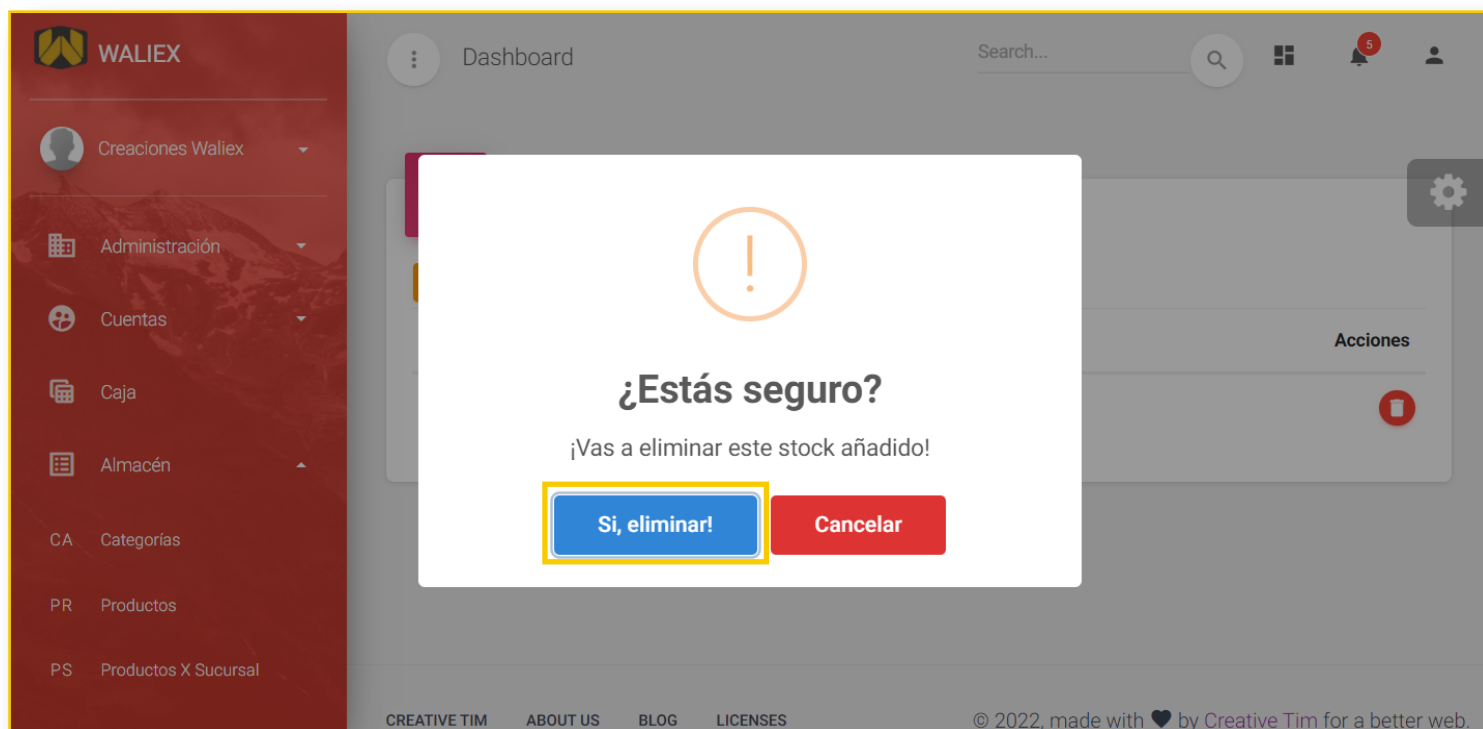 WALIEX
Dashboard
Search...
5
Creaciones Waliex
Administración
Cuentas
Caja
Almacén
CA Categorías
PR Productos
PS Productos X Sucursal
Acciones
!
¿Estás seguro?
¡Vas a eliminar este stock añadido!
Si, eliminar!
Cancelar
CREATIVE TIM ABOUT US BLOG LICENSES
© 2022, made with ♥ by Creative Tim for a better web.